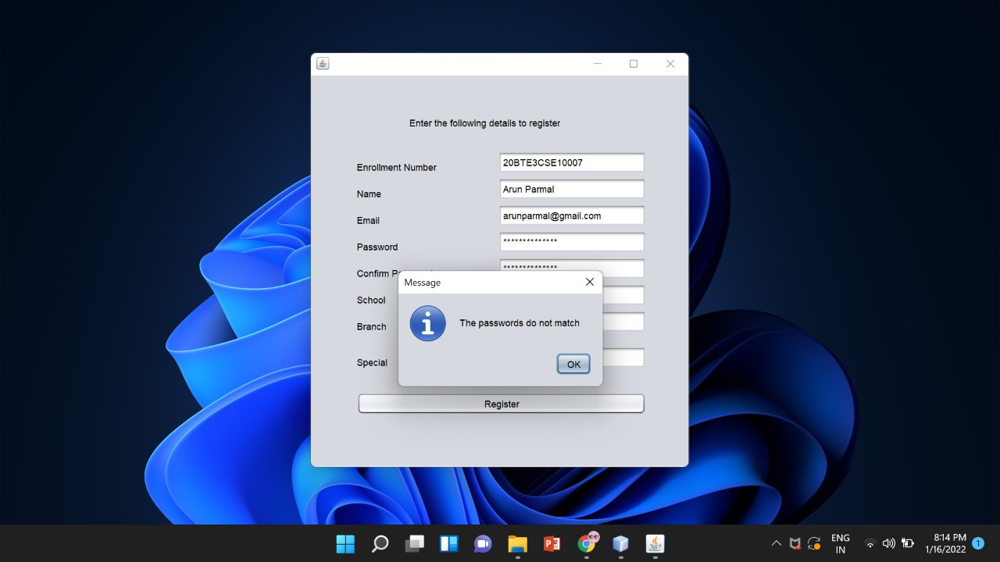 Enter the following details to register
Enrollment Number 20BTE3CSE10007
Name Arun Parmal
Email arunparmal@gmail.com
Password **************
Confirm **************
Message
School
The passwords do not match
Branch
Special
OK
Register
ENG
IN
8:14 PM
1/16/2022
1